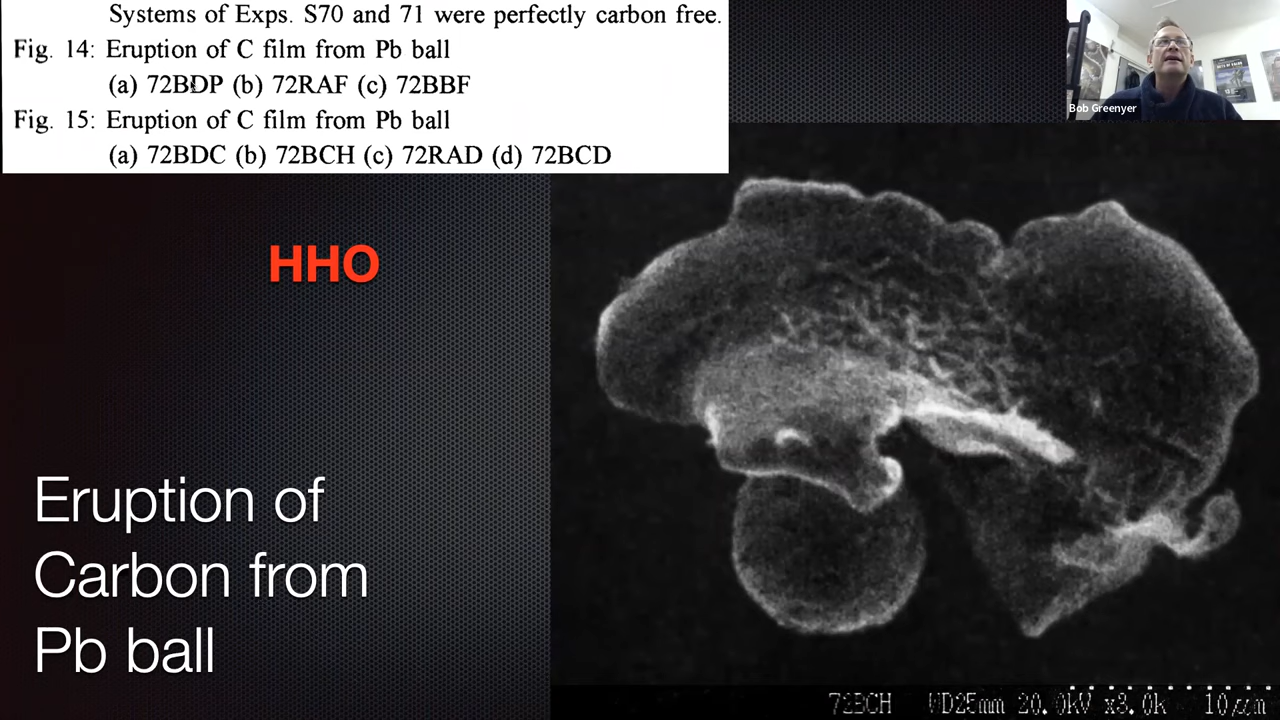 Systems of Exps. S70 and 71 were perfectly carbon free.
Fig. 14: Eruption of C film from Pb ball
(a) 72BDP (b) 72RAF (c) 72BBF
Fig. 15: Eruption of C film from Pb ball
(a) 72BDC (b) 72BCH (c) 72RAD (d) 72BCD
Bob Greenyer
HHO
Eruption of
Carbon from
Pb ball
72BCH WD25mm 20.0kV x3.0k 10µm